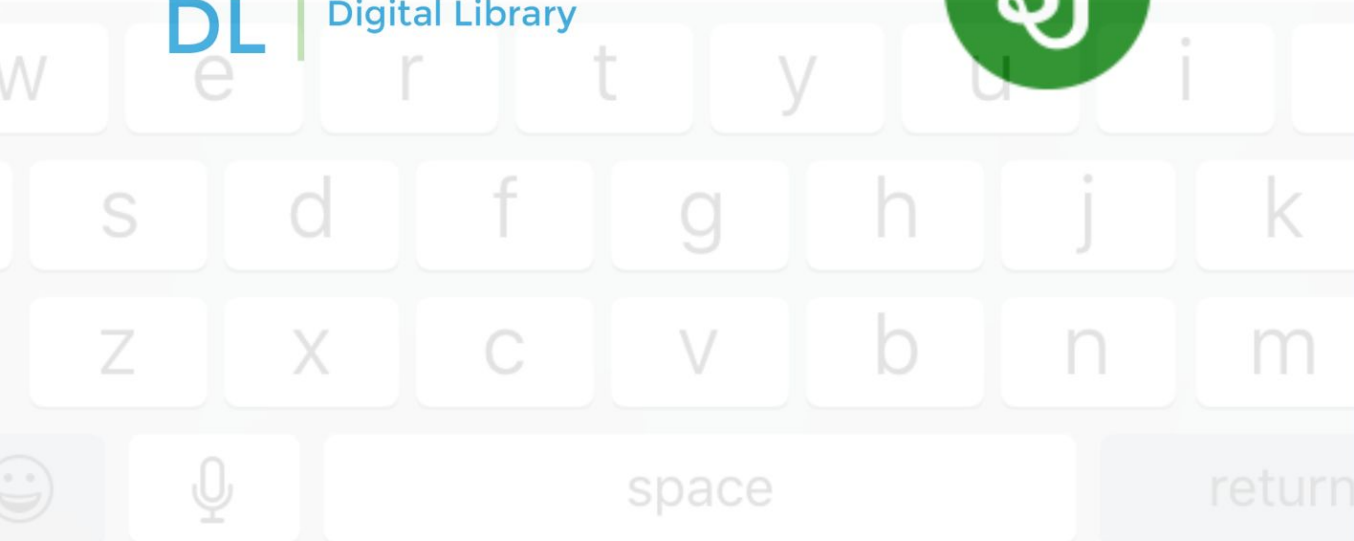 DL Digital Library
w e r t y u i
s d f g h j k
z x c v b n m
space return